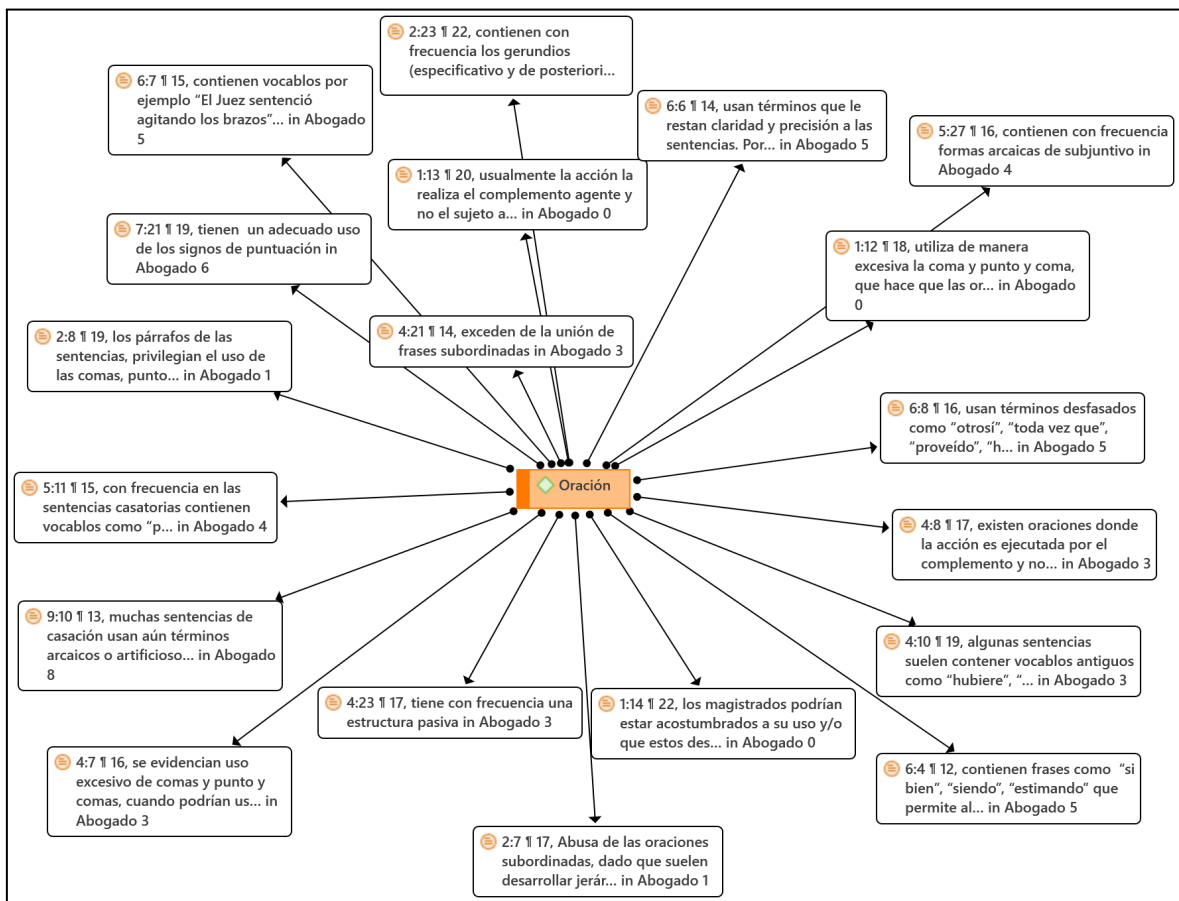 2:23 ¶ 22, contienen con
frecuencia los gerundios
(especificativo y de posteriori...
6:7 ¶ 15, contienen vocablos por
ejemplo “El Juez sentenció
agitando los brazos”... in Abogado
5
6:6 ¶ 14, usan términos que le
restan claridad y precisión a las
sentencias. Por... in Abogado 5
5:27 ¶ 16, contienen con frecuencia
formas arcaicas de subjuntivo in
Abogado 4
1:13 ¶ 20, usualmente la acción la
realiza el complemento agente y
no el sujeto a... in Abogado 0
7:21 ¶ 19, tienen  un adecuado uso
de los signos de puntuación in
Abogado 6
1:12 ¶ 18, utiliza de manera
excesiva la coma y punto y coma,
que hace que las or... in Abogado
0
4:21 ¶ 14, exceden de la unión de
frases subordinadas in Abogado 3
2:8 ¶ 19, los párrafos de las
sentencias, privilegian el uso de
las comas, punto... in Abogado 1
6:8 ¶ 16, usan términos desfasados
como “otrosí”, “toda vez que”,
“proveído”, “h... in Abogado 5
Oración
5:11 ¶ 15, con frecuencia en las
sentencias casatorias contienen
vocablos como “p... in Abogado 4
4:8 ¶ 17, existen oraciones donde
la acción es ejecutada por el
complemento y no... in Abogado 3
9:10 ¶ 13, muchas sentencias de
casación usan aún términos
arcaicos o artificioso... in Abogado
8
4:10 ¶ 19, algunas sentencias
suelen contener vocablos antiguos
como “hubiere”, “... in Abogado 3
4:23 ¶ 17, tiene con frecuencia una
estructura pasiva in Abogado 3
1:14 ¶ 22, los magistrados podrían
estar acostumbrados a su uso y/o
que estos des... in Abogado 0
4:7 ¶ 16, se evidencian uso
excesivo de comas y punto y
comas, cuando podrían us... in
Abogado 3
6:4 ¶ 12, contienen frases como  “si
bien”, “siendo”, “estimando” que
permite al... in Abogado 5
2:7 ¶ 17, Abusa de las oraciones
subordinadas, dado que suelen
desarrollar jerár... in Abogado 1